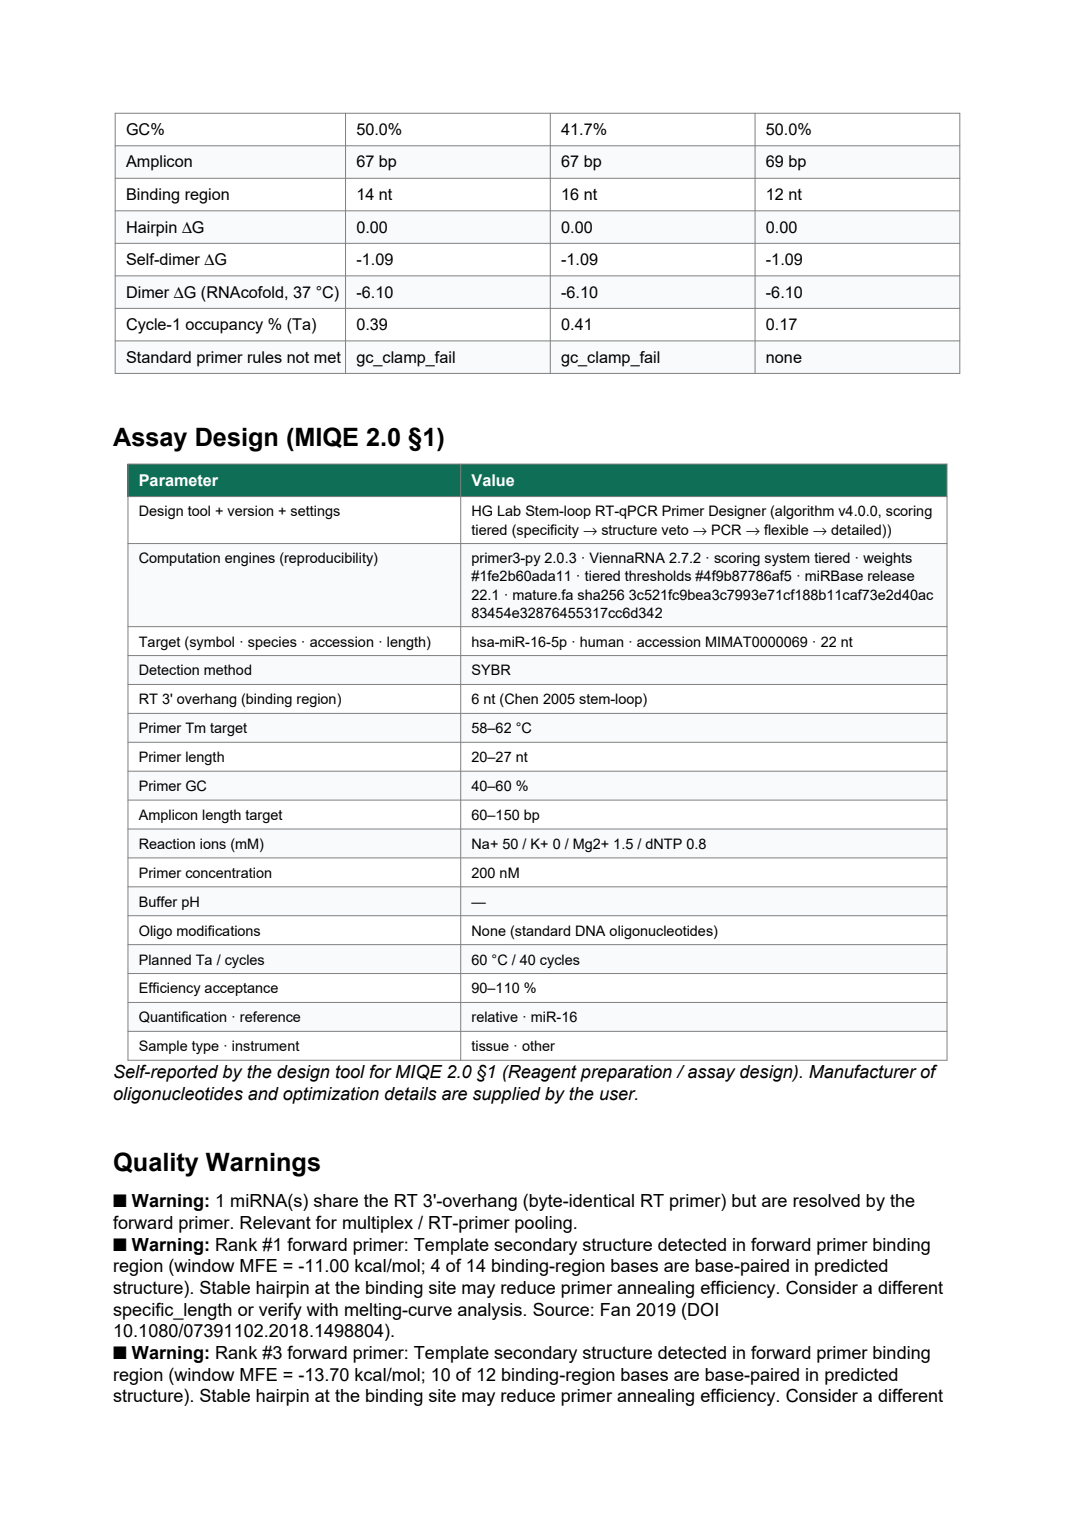 GC% 50.0% 41.7% 50.0%
Amplicon 67 bp 67 bp 69 bp
Binding region 14 nt 16 nt 12 nt
Hairpin ΔG 0.00 0.00 0.00
Self-dimer ΔG -1.09 -1.09 -1.09
Dimer ΔG (RNAcofold, 37 °C) -6.10 -6.10 -6.10
Cycle-1 occupancy % (Ta) 0.39 0.41 0.17
Standard primer rules not met gc_clamp_fail gc_clamp_fail none
Assay Design (MIQE 2.0 §1)
Parameter Value
Design tool + version + settings HG Lab Stem-loop RT-qPCR Primer Designer (algorithm v4.0.0, scoring
tiered (specificity → structure veto → PCR → flexible → detailed))
Computation engines (reproducibility) primer3-py 2.0.3 · ViennaRNA 2.7.2 · scoring system tiered · weights
#1fe2b60ada11 · tiered thresholds #4f9b87786af5 · miRBase release
22.1 · mature.fa sha256 3c521fc9bea3c7993e71cf188b11caf73e2d40ac
83454e32876455317cc6d342
Target (symbol · species · accession · length) hsa-miR-16-5p · human · accession MIMAT0000069 · 22 nt
Detection method SYBR
RT 3' overhang (binding region) 6 nt (Chen 2005 stem-loop)
Primer Tm target 58–62 °C
Primer length 20–27 nt
Primer GC 40–60 %
Amplicon length target 60–150 bp
Reaction ions (mM) Na+ 50 / K+ 0 / Mg2+ 1.5 / dNTP 0.8
Primer concentration 200 nM
Buffer pH —
Oligo modifications None (standard DNA oligonucleotides)
Planned Ta / cycles 60 °C / 40 cycles
Efficiency acceptance 90–110 %
Quantification · reference relative · miR-16
Sample type · instrument tissue · other
Self-reported by the design tool for MIQE 2.0 §1 (Reagent preparation / assay design). Manufacturer of
oligonucleotides and optimization details are supplied by the user.
Quality Warnings
■ Warning: 1 miRNA(s) share the RT 3'-overhang (byte-identical RT primer) but are resolved by the
forward primer. Relevant for multiplex / RT-primer pooling.
■ Warning: Rank #1 forward primer: Template secondary structure detected in forward primer binding
region (window MFE = -11.00 kcal/mol; 4 of 14 binding-region bases are base-paired in predicted
structure). Stable hairpin at the binding site may reduce primer annealing efficiency. Consider a different
specific_length or verify with melting-curve analysis. Source: Fan 2019 (DOI
10.1080/07391102.2018.1498804).
■ Warning: Rank #3 forward primer: Template secondary structure detected in forward primer binding
region (window MFE = -13.70 kcal/mol; 10 of 12 binding-region bases are base-paired in predicted
structure). Stable hairpin at the binding site may reduce primer annealing efficiency. Consider a different